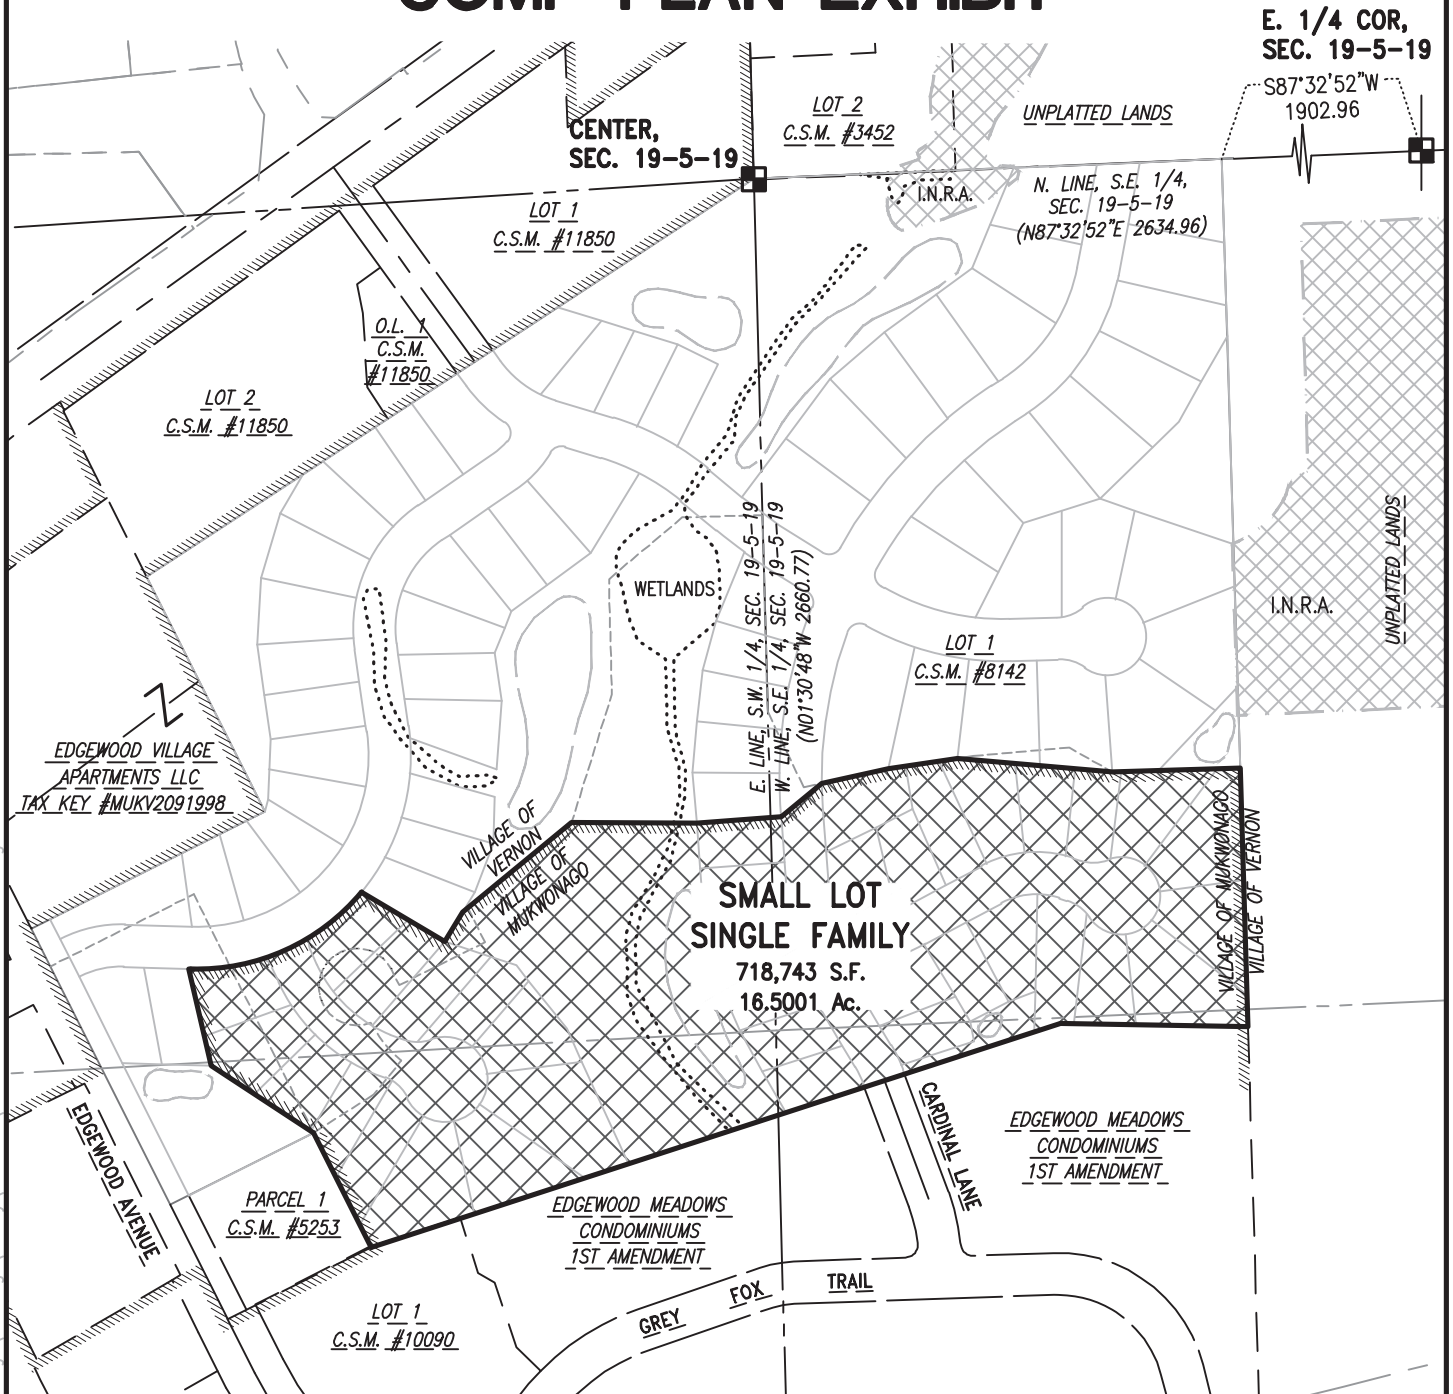 COMP PLAN EXHIBIT
E. 1/4 COR,
SEC. 19-5-19
S87°32'52"W
1902.96
LOT 2
C.S.M. #3452
UNPLATTED LANDS
CENTER,
SEC. 19-5-19
I.N.R.A.
N. LINE, S.E. 1/4,
SEC. 19-5-19
(N87°32'52"E 2634.96)
LOT 1
C.S.M. #11850
O.L. 1
C.S.M.
#11850
LOT 2
C.S.M. #11850
UNPLATTED LANDS
I.N.R.A.
WETLANDS
E. LINE, S.W. 1/4, SEC. 19-5-19
W. LINE, S.E. 1/4, SEC. 19-5-19
(N01°30'48"W 2660.77)
LOT 1
C.S.M. #8142
EDGEWOOD VILLAGE
APARTMENTS LLC
TAX KEY #MUKV2091998
VILLAGE OF
VERNON
VILLAGE OF
MUKWONAGO
VILLAGE OF MUKWONAGO
VILLAGE OF VERNON
SMALL LOT
SINGLE FAMILY
718,743 S.F.
16.5001 Ac.
EDGEWOOD AVENUE
CARDINAL LANE
EDGEWOOD MEADOWS
CONDOMINIUMS
1ST AMENDMENT
PARCEL 1
C.S.M. #5253
EDGEWOOD MEADOWS
CONDOMINIUMS
1ST AMENDMENT
GREY FOX TRAIL
LOT 1
C.S.M. #10090